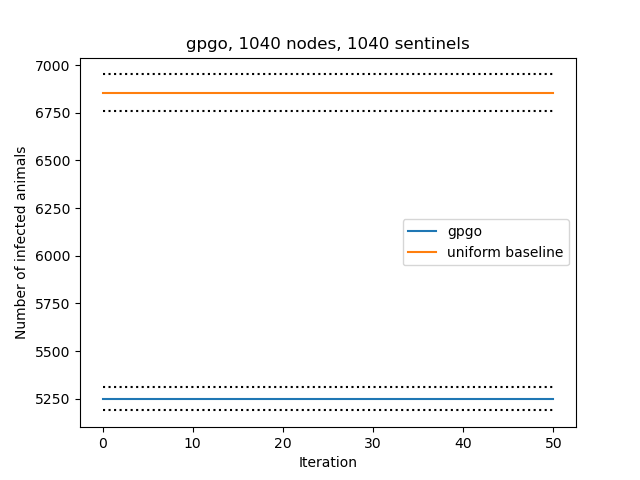 gpgo, 1040 nodes, 1040 sentinels
Number of infected animals
7000
6750
6500
6250
6000
5750
5500
5250
gpgo
uniform baseline
0 10 20 30 40 50
Iteration